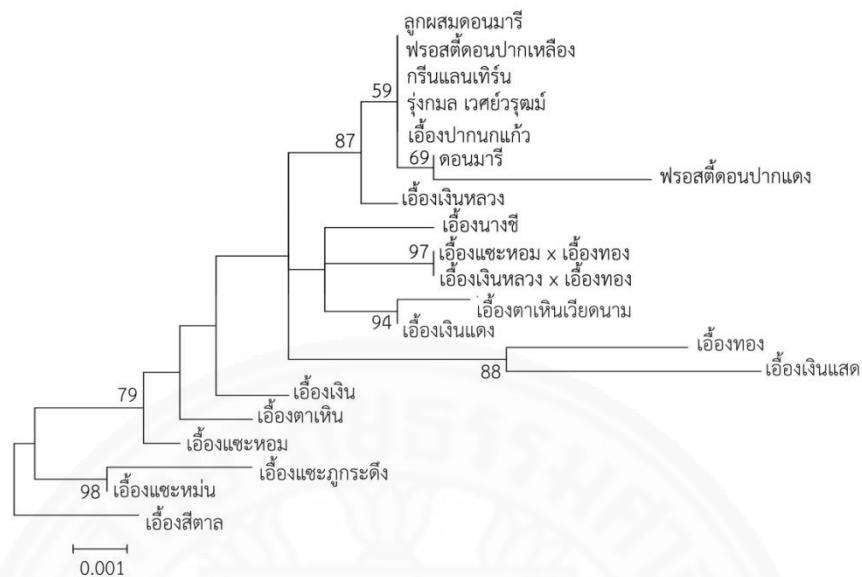 ลูกผสมดอนมารี
ฟรอสตี้ดอนปากเหลือง
กรีนแลนเทิร์น
59
รุ่งกมล เวศย์วรุฒม์
เอื้องปากนกแก้ว
87
69 ดอนมารี
ฟรอสตี้ดอนปากแดง
เอื้องเงินหลวง
เอื้องนางชี
97 เอื้องแซะหอม x เอื้องทอง
เอื้องเงินหลวง x เอื้องทอง
เอื้องตาเหินเวียดนาม
94 เอื้องเงินแดง
เอื้องทอง
88
เอื้องเงินแสด
79
เอื้องเงิน
เอื้องตาเหิน
เอื้องแซะหอม
เอื้องแซะภูกระดึง
98 เอื้องแซะหม่น
เอื้องสีตาล
0.001